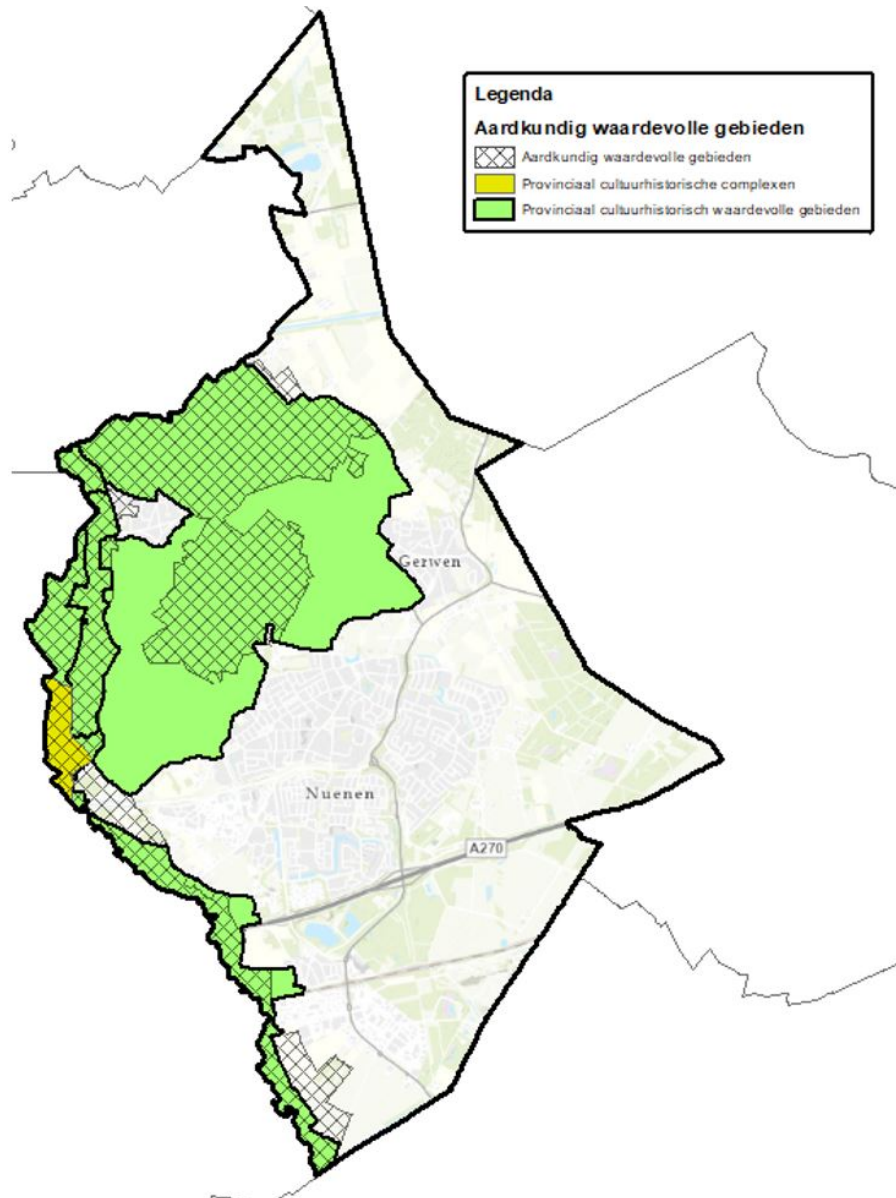 Legenda
Aardkundig waardevolle gebieden
Aardkundig waardevolle gebieden
Provinciaal cultuurhistorische complexen
Provinciaal cultuurhistorisch waardevolle gebieden
Gerwen
Nuenen
A270